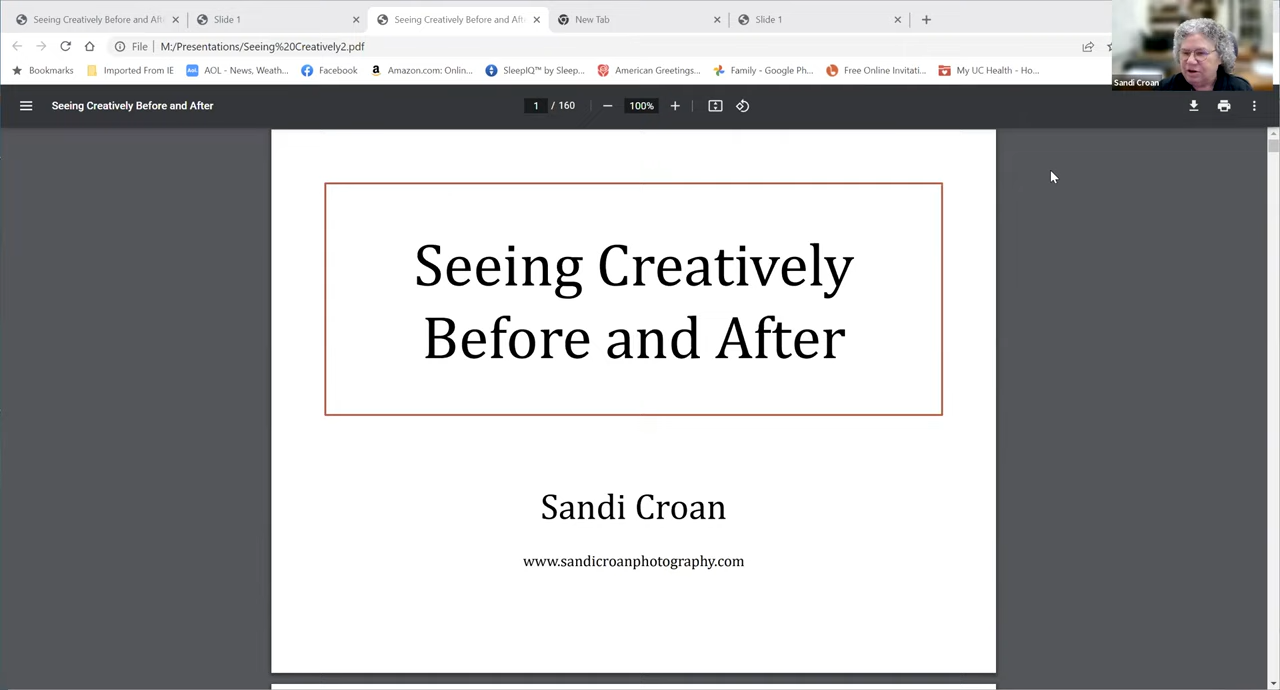 Seeing Creatively Before and Aft
Slide 1
Seeing Creatively Before and Aft
New Tab
Slide 1
File
M:/Presentations/Seeing%20Creatively2.pdf
Bookmarks
Imported From IE
AOL - News, Weath...
Facebook
Amazon.com: Onlin...
SleepIQ™ by Sleep...
American Greetings...
Family - Google Ph...
Free Online Invitati...
My UC Health - Ho...
Sandi Croan
Seeing Creatively Before and After
1 / 160
100%
Seeing Creatively
Before and After
Sandi Croan
www.sandicroanphotography.com